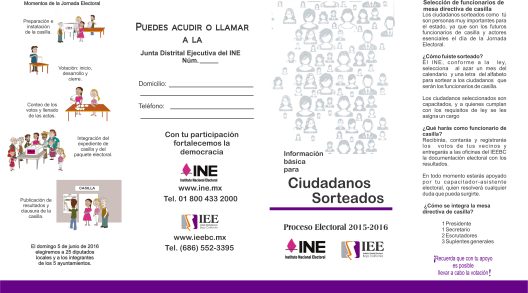 Momentos de la Jornada Electoral
Preparación e
instalación
de la casilla.
Votación: inicio,
desarrollo y
cierre.
Conteo de los
votos y llenado
de las actas.
Integración del
expediente de
casilla y del
paquete electoral.
CASILLA
Publicación de
resultados y
clausura de la
casilla.
El domingo 5 de junio de 2016
elegiremos a 25 diputados
locales y a los integrantes
de los 5 ayuntamientos.
PUEDES ACUDIR O LLAMAR
A LA
Junta Distrital Ejecutiva del INE
Núm.
Domicilio:
Teléfono:
Con tu participación
fortalecemos la
democracia
INE
Instituto Nacional Electoral
www.ine.mx
Tel. 01 800 433 2000
IEE
www.ieebc.mx
Tel. (686) 552-3395
Información
básica
para
Ciudadanos
Sorteados
Proceso Electoral 2015-2016
INE
Instituto Nacional Electoral
IEE
Selección de funcionarios de
mesa directiva de casilla
Los ciudadanos sorteados como tú
son personas muy importantes para
el estado, ya que son los futuros
funcionarios de casilla y actores
esenciales el día de la Jornada
Electoral.
¿Cómo fuiste sorteado?
El INE, conforme a la ley,
selecciona al azar un mes del
calendario y una letra del alfabeto
para sortear a los ciudadanos que
serán los funcionarios de casilla.
Los ciudadanos seleccionados son
capacitados, y a quienes cumplan
con los requisitos de ley se les
asigna un cargo
¿Qué harás como funcionario de
casilla?
Recibirás, contarás y registrarás
los votos de tus vecinos y
entregarás a las oficinas del IEEBC
la documentación electoral con los
resultados.
En todo momento estarás apoyado
por tu capacitador-asistente
electoral, quien resolverá cualquier
duda que pueda surgirte.
¿Cómo se integra la mesa
directiva de casilla?
1 Presidente
1 Secretario
2 Escrutadores
3 Suplentes generales
¡Recuerda que con tu apoyo
es posible
llevar a cabo la votación!